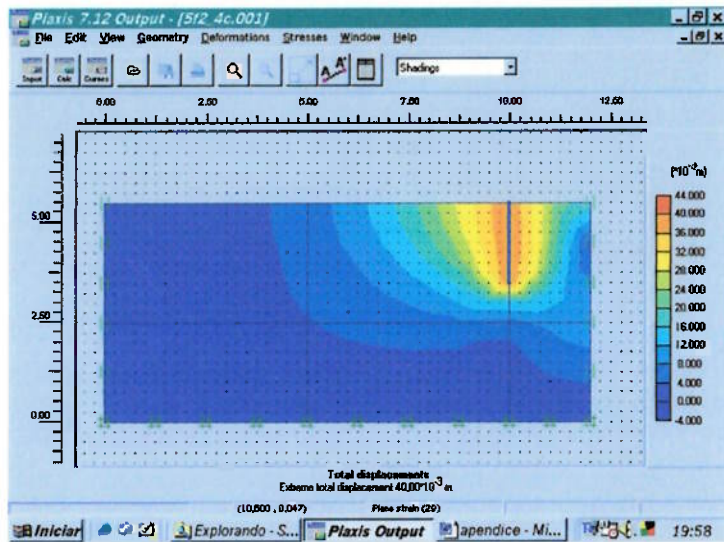 Plaxis 7.12 Output - [5f2_4c.001]
File Edit View Geometry Deformations Stresses Window Help
Input Calc Curves Shadings
0.00 2.50 5.00 7.50 10.00 12.50
[*10-3 m]
44.000
40.000
36.000
32.000
28.000
24.000
20.000
16.000
12.000
8.000
4.000
0.000
-4.000
5.00
2.50
0.00
Total displacements
Extreme total displacement 40,00*10-3 m
(10,600 , 0,047) Plane strain (29)
Iniciar Explorando - S... Plaxis Output apendice - Mi... 19:58